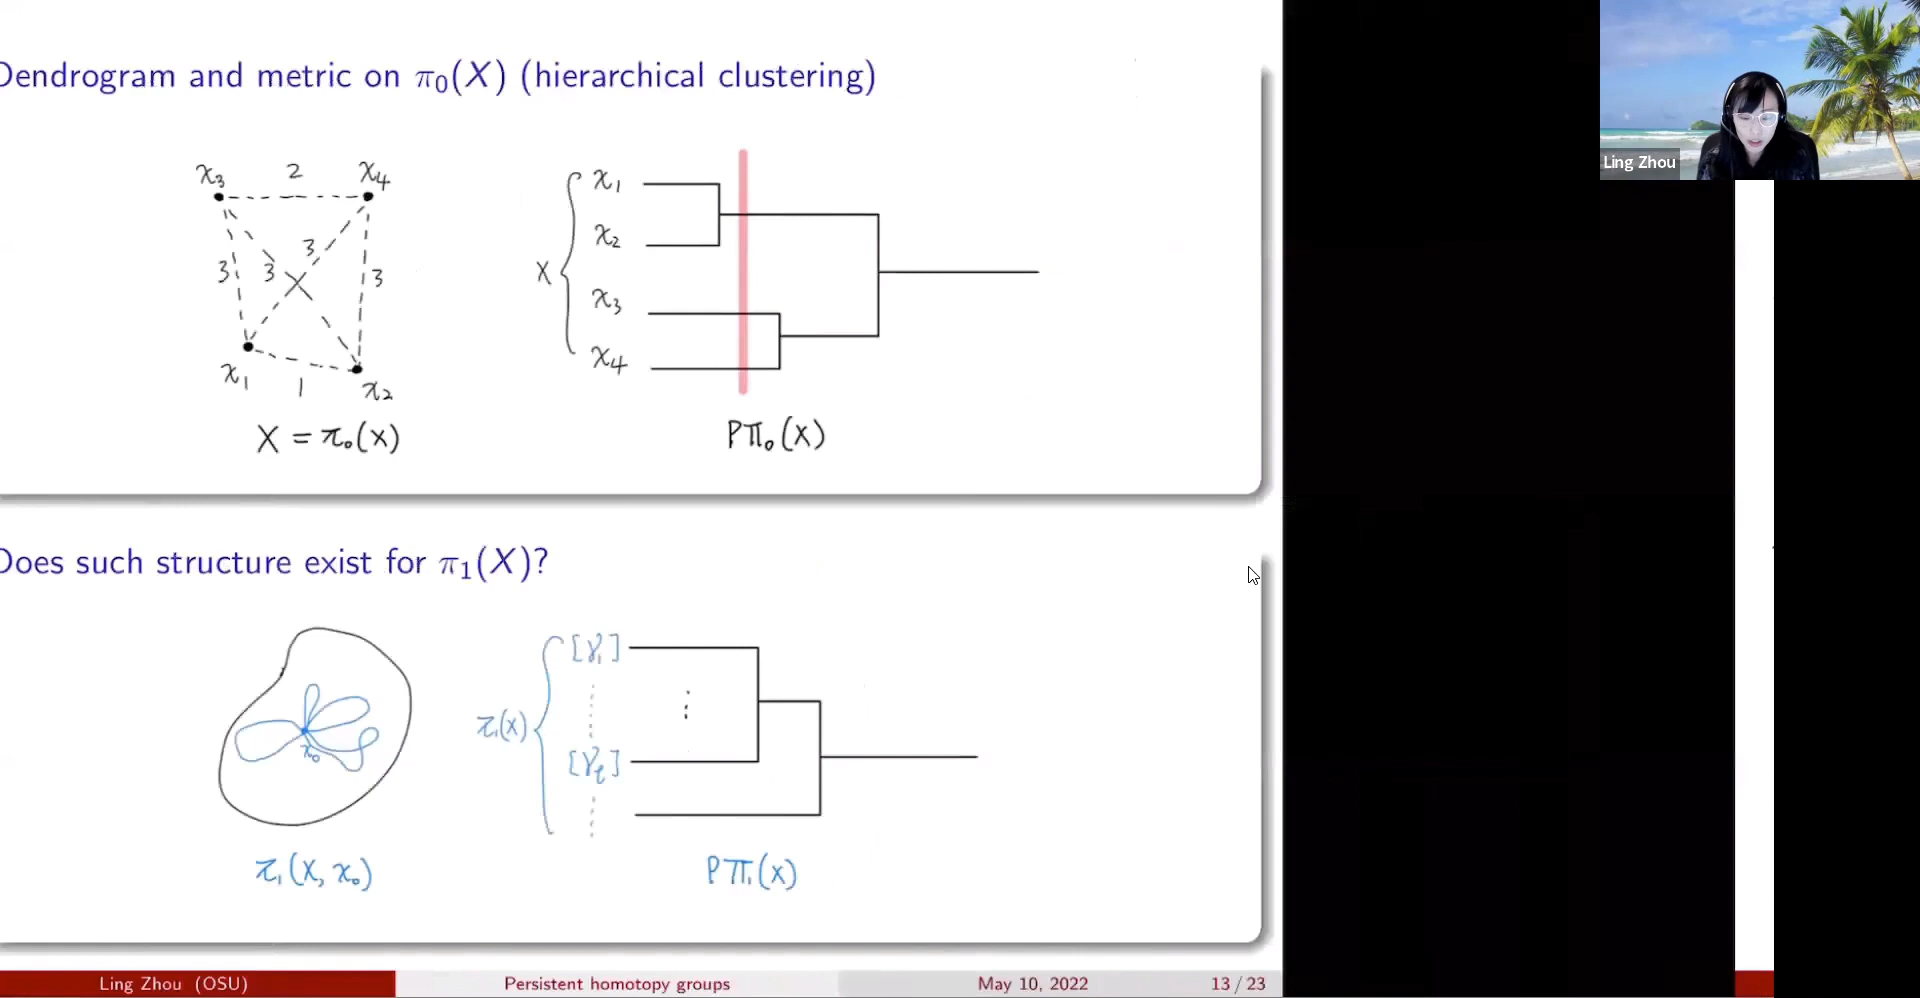 Dendrogram and metric on π₀(X) (hierarchical clustering)
x₃ 2 x₄
3 3 3 3
x₁ 1 x₂
X = π₀(X)
X { x₁
x₂
x₃
x₄
Pπ₀(X)
Does such structure exist for π₁(X)?
x₀
π₁(X, x₀)
π₁(X) { [γ₁]
⋮
[γₜ]
Pπ₁(X)
Ling Zhou (OSU) Persistent homotopy groups May 10, 2022 13 / 23
Ling Zhou